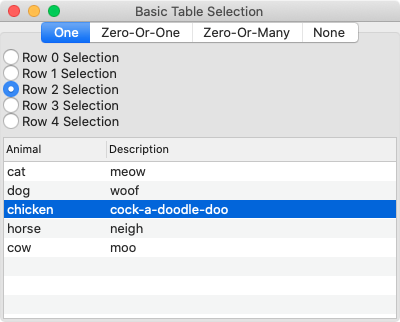 Basic Table Selection
One Zero-Or-One Zero-Or-Many None
Row 0 Selection
Row 1 Selection
Row 2 Selection
Row 3 Selection
Row 4 Selection
Animal Description
cat meow
dog woof
chicken cock-a-doodle-doo
horse neigh
cow moo